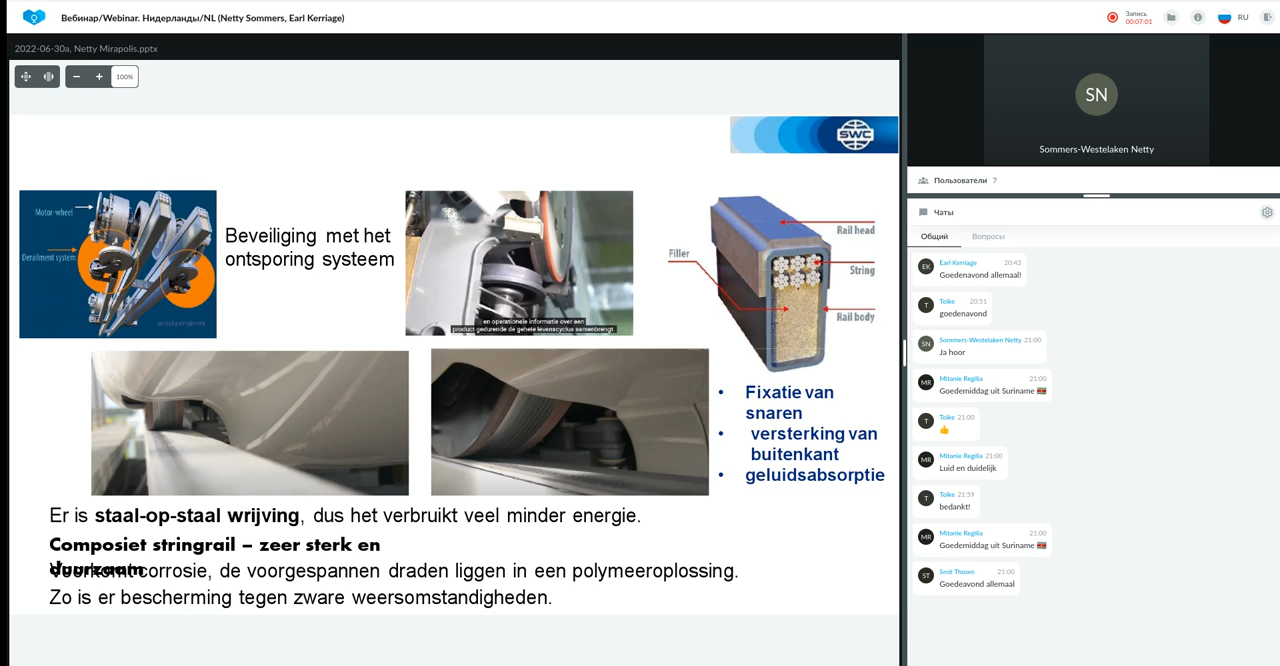 Вебинар/Webinar. Нидерланды/NL (Netty Sommers, Earl Kerriage)
Запись
00:07:01
RU
2022-06-30a, Netty Mirapolis.pptx
100%
SWC
Motor-wheel
Derailment system
Beveiliging met het
ontsporing systeem
en operationele informatie over een
product gedurende de gehele levenscyclus samenbrengt.
Rail head
Filler
String
Rail body
• Fixatie van
snaren
• versterking van
buitenkant
• geluidsabsorptie
Er is staal-op-staal wrijving, dus het verbruikt veel minder energie.
Composiet stringrail – zeer sterk en
duurzaam
corrosie, de voorgespannen draden liggen in een polymeeroplossing.
Zo is er bescherming tegen zware weersomstandigheden.
SN
Sommers-Westelaken Netty
Пользователи 7
Чаты
Общий Вопросы
EK Earl Kerriage 20:43
Goedenavond allemaal!
T Toike 20:51
goedenavond
SN Sommers-Westelaken Netty 21:00
Ja hoor
MR Mitanie Regilla 21:00
Goedemiddag uit Suriname 🇸🇷
T Toike 21:00
👍
MR Mitanie Regilla 21:00
Luid en duidelijk
T Toike 21:59
bedankt!
MR Mitanie Regilla 21:00
Goedemiddag uit Suriname 🇸🇷
ST Smit Thoom 21:00
Goedeavond allemaal